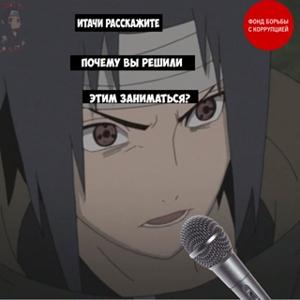 ИТАЧИ РАССКАЖИТЕ
ФОНД БОРЬБЫ
С КОРРУПЦИЕЙ
ПОЧЕМУ ВЫ РЕШИЛИ
ЭТИМ ЗАНИМАТЬСЯ?